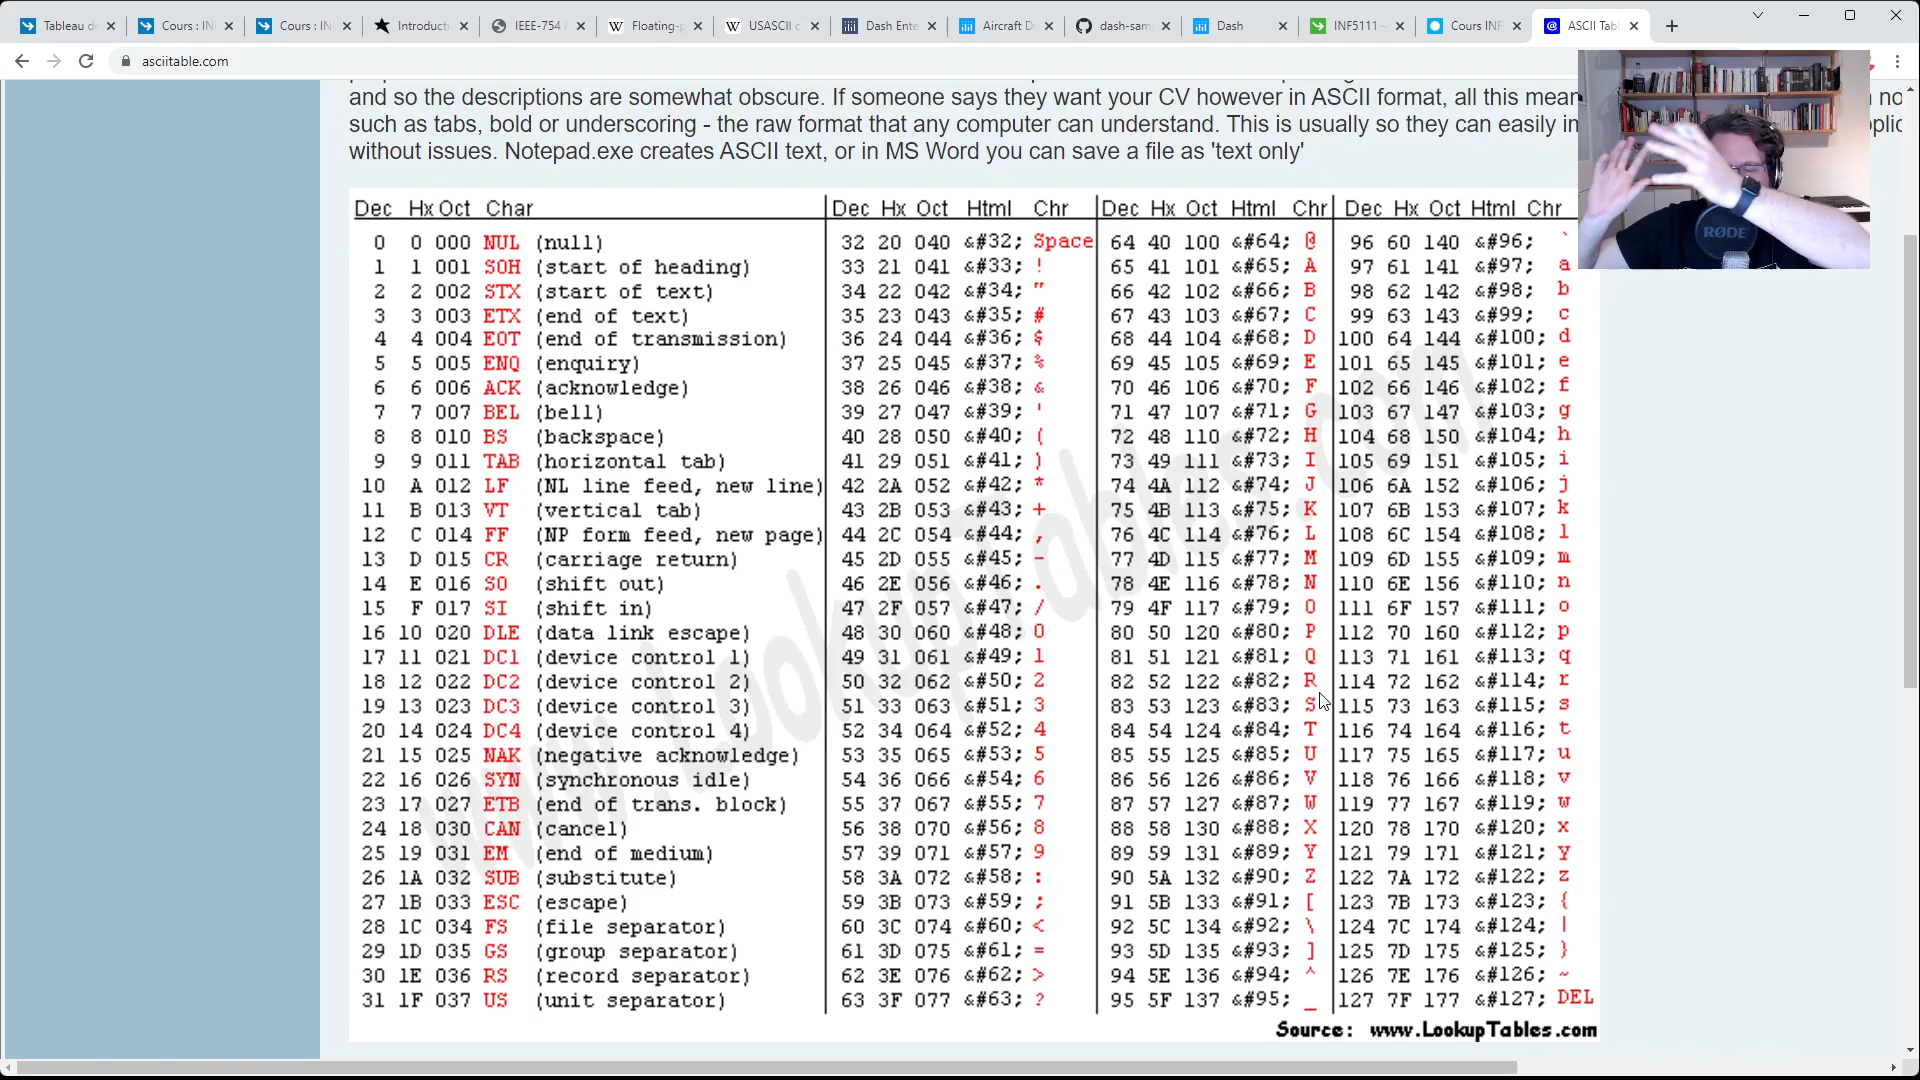 Tableau de
Cours : INF
Cours : INF
Introducti
IEEE-754 F
Floating-p
USASCII c
Dash Ente
Aircraft De
dash-sam
Dash
INF5111 –
Cours INF
ASCII Tabl
asciitable.com
and so the descriptions are somewhat obscure. If someone says they want your CV however in ASCII format, all this mean no
such as tabs, bold or underscoring - the raw format that any computer can understand. This is usually so they can easily in
without issues. Notepad.exe creates ASCII text, or in MS Word you can save a file as 'text only'
Dec Hx Oct Char Dec Hx Oct Html Chr Dec Hx Oct Html Chr Dec Hx Oct Html Chr
0 0 000 NUL (null) 32 20 040 &#32; Space 64 40 100 &#64; @ 96 60 140 &#96; `
1 1 001 SOH (start of heading) 33 21 041 &#33; ! 65 41 101 &#65; A 97 61 141 &#97; a
2 2 002 STX (start of text) 34 22 042 &#34; " 66 42 102 &#66; B 98 62 142 &#98; b
3 3 003 ETX (end of text) 35 23 043 &#35; # 67 43 103 &#67; C 99 63 143 &#99; c
4 4 004 EOT (end of transmission) 36 24 044 &#36; $ 68 44 104 &#68; D 100 64 144 &#100; d
5 5 005 ENQ (enquiry) 37 25 045 &#37; % 69 45 105 &#69; E 101 65 145 &#101; e
6 6 006 ACK (acknowledge) 38 26 046 &#38; & 70 46 106 &#70; F 102 66 146 &#102; f
7 7 007 BEL (bell) 39 27 047 &#39; ' 71 47 107 &#71; G 103 67 147 &#103; g
8 8 010 BS (backspace) 40 28 050 &#40; ( 72 48 110 &#72; H 104 68 150 &#104; h
9 9 011 TAB (horizontal tab) 41 29 051 &#41; ) 73 49 111 &#73; I 105 69 151 &#105; i
10 A 012 LF (NL line feed, new line) 42 2A 052 &#42; * 74 4A 112 &#74; J 106 6A 152 &#106; j
11 B 013 VT (vertical tab) 43 2B 053 &#43; + 75 4B 113 &#75; K 107 6B 153 &#107; k
12 C 014 FF (NP form feed, new page) 44 2C 054 &#44; , 76 4C 114 &#76; L 108 6C 154 &#108; l
13 D 015 CR (carriage return) 45 2D 055 &#45; - 77 4D 115 &#77; M 109 6D 155 &#109; m
14 E 016 SO (shift out) 46 2E 056 &#46; . 78 4E 116 &#78; N 110 6E 156 &#110; n
15 F 017 SI (shift in) 47 2F 057 &#47; / 79 4F 117 &#79; O 111 6F 157 &#111; o
16 10 020 DLE (data link escape) 48 30 060 &#48; 0 80 50 120 &#80; P 112 70 160 &#112; p
17 11 021 DC1 (device control 1) 49 31 061 &#49; 1 81 51 121 &#81; Q 113 71 161 &#113; q
18 12 022 DC2 (device control 2) 50 32 062 &#50; 2 82 52 122 &#82; R 114 72 162 &#114; r
19 13 023 DC3 (device control 3) 51 33 063 &#51; 3 83 53 123 &#83; S 115 73 163 &#115; s
20 14 024 DC4 (device control 4) 52 34 064 &#52; 4 84 54 124 &#84; T 116 74 164 &#116; t
21 15 025 NAK (negative acknowledge) 53 35 065 &#53; 5 85 55 125 &#85; U 117 75 165 &#117; u
22 16 026 SYN (synchronous idle) 54 36 066 &#54; 6 86 56 126 &#86; V 118 76 166 &#118; v
23 17 027 ETB (end of trans. block) 55 37 067 &#55; 7 87 57 127 &#87; W 119 77 167 &#119; w
24 18 030 CAN (cancel) 56 38 070 &#56; 8 88 58 130 &#88; X 120 78 170 &#120; x
25 19 031 EM (end of medium) 57 39 071 &#57; 9 89 59 131 &#89; Y 121 79 171 &#121; y
26 1A 032 SUB (substitute) 58 3A 072 &#58; : 90 5A 132 &#90; Z 122 7A 172 &#122; z
27 1B 033 ESC (escape) 59 3B 073 &#59; ; 91 5B 133 &#91; [ 123 7B 173 &#123; {
28 1C 034 FS (file separator) 60 3C 074 &#60; < 92 5C 134 &#92; \ 124 7C 174 &#124; |
29 1D 035 GS (group separator) 61 3D 075 &#61; = 93 5D 135 &#93; ] 125 7D 175 &#125; }
30 1E 036 RS (record separator) 62 3E 076 &#62; > 94 5E 136 &#94; ^ 126 7E 176 &#126; ~
31 1F 037 US (unit separator) 63 3F 077 &#63; ? 95 5F 137 &#95; _ 127 7F 177 &#127; DEL
Source: www.LookupTables.com
www.LookupTables.com
RØDE